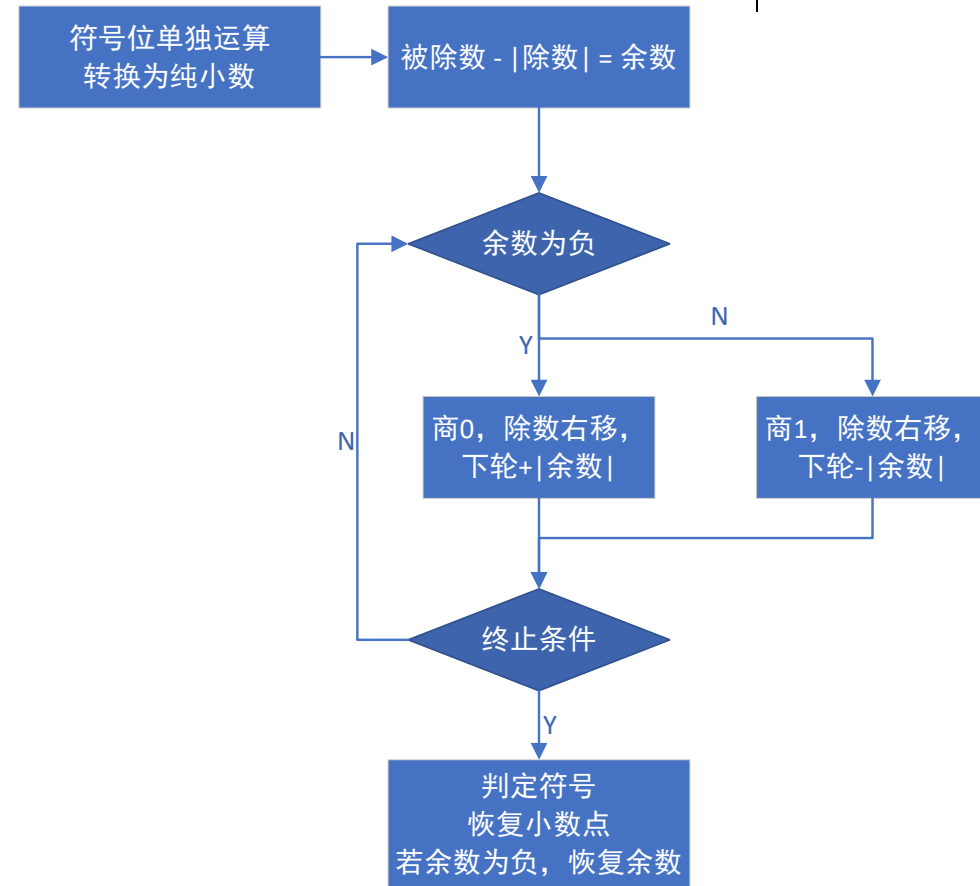 符号位单独运算
转换为纯小数
被除数 - |除数| = 余数
余数为负
N
Y
商0，除数右移，
下轮+|余数|
商1，除数右移，
下轮-|余数|
N
终止条件
Y
判定符号
恢复小数点
若余数为负，恢复余数